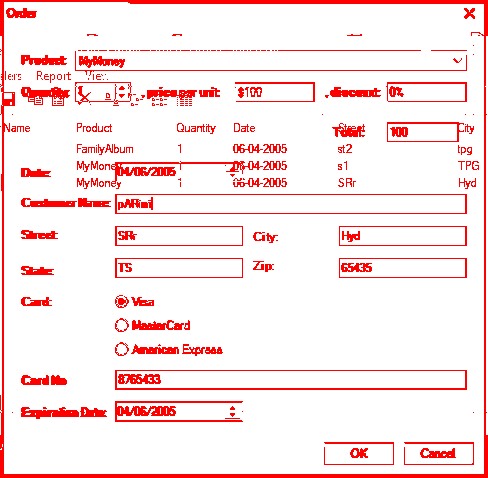 Order
Product: MyMoney
ders Report View
Quantity: price per unit: $100 discount: 0%
Name Product Quantity Date Street City
Total: 100
FamilyAlbum 1 06-04-2005 st2 tpg
MyMoney 1 06-04-2005 s1 TPG
Date: 04/06/2005
MyMoney 1 06-04-2005 SRr Hyd
Customer Name:
Street: SRr City: Hyd
State: TS Zip: 65435
Card: Visa
MasterCard
American Express
Card No 8765433
Expiration Date: 04/06/2005
OK Cancel